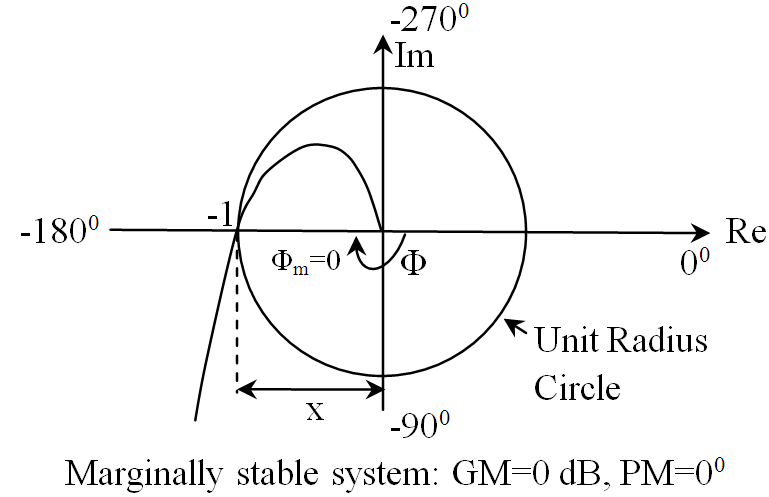 -270⁰
Im
-1
-180⁰
Re
0⁰
Φₘ=0
Φ
Unit Radius
Circle
x
-90⁰
Marginally stable system: GM=0 dB, PM=0⁰